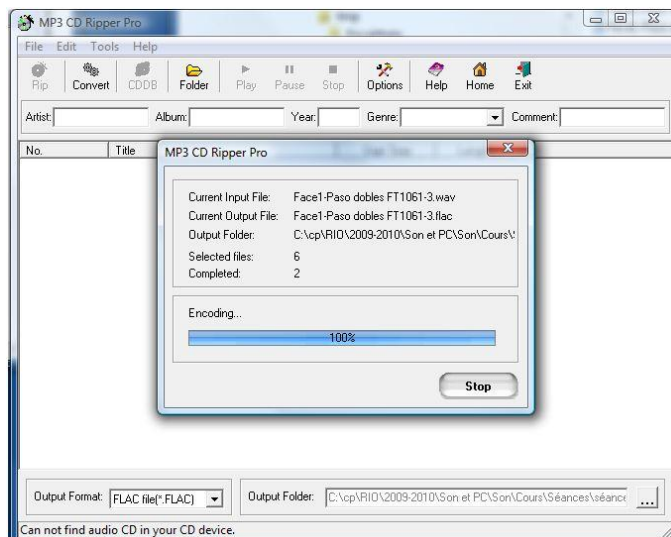 MP3 CD Ripper Pro
File Edit Tools Help
Rip Convert CDDB Folder Play Pause Stop Options Help Home Exit
Artist: Album: Year: Genre: Comment:
No. Title
MP3 CD Ripper Pro
Current Input File: Face1-Paso dobles FT1061-3.wav
Current Output File: Face1-Paso dobles FT1061-3.flac
Output Folder: C:\cp\RIO\2009-2010\Son et PC\Son\Cours\
Selected files: 6
Completed: 2
Encoding...
100%
Stop
Output Format: FLAC file(*.FLAC) Output Folder: C:\cp\RIO\2009-2010\Son et PC\Son\Cours\Séances\séance ...
Can not find audio CD in your CD device.